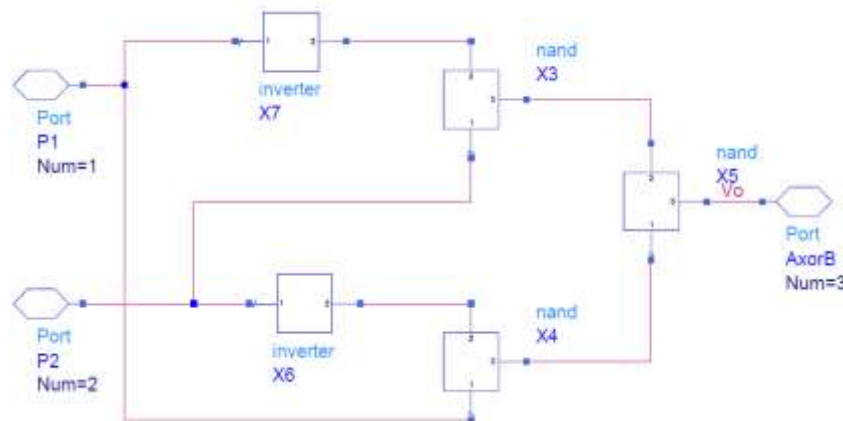 nand
X3
inverter
X7
Port
P1
Num=1
nand
X5
Vo
Port
AxorB
Num=3
nand
X4
inverter
X6
Port
P2
Num=2